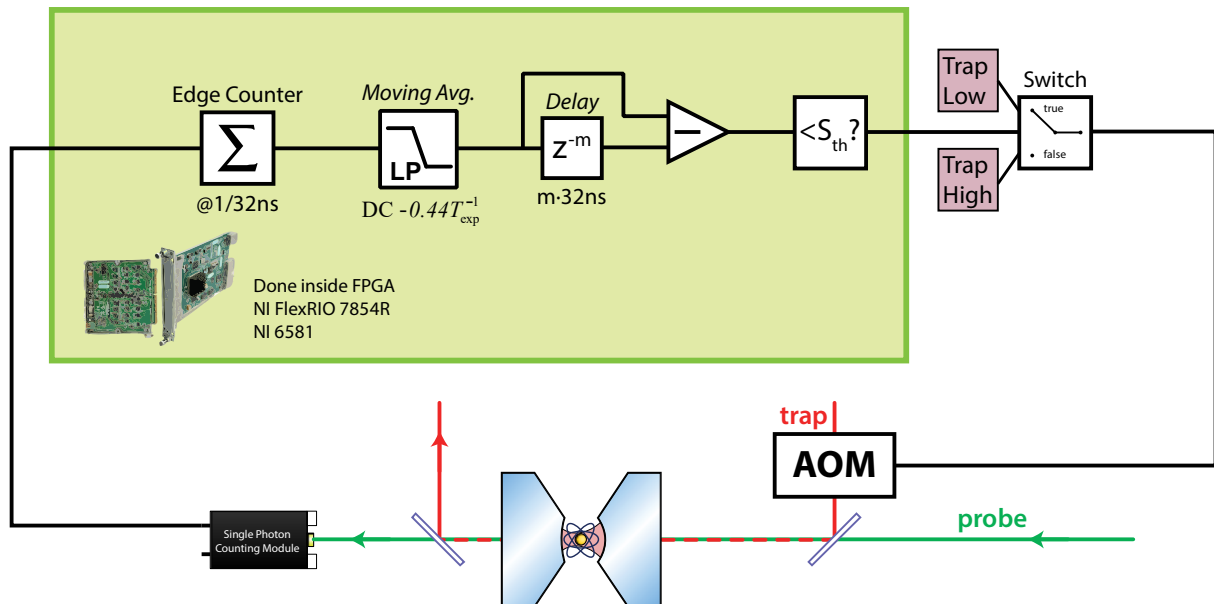 Edge Counter
Σ
@1/32ns
Moving Avg.
LP
DC -0.44T_exp^-1
Delay
z^-m
m·32ns
−
<S_th?
Trap
Low
Trap
High
Switch
true
false
Done inside FPGA
NI FlexRIO 7854R
NI 6581
trap
AOM
probe
Single Photon
Counting Module